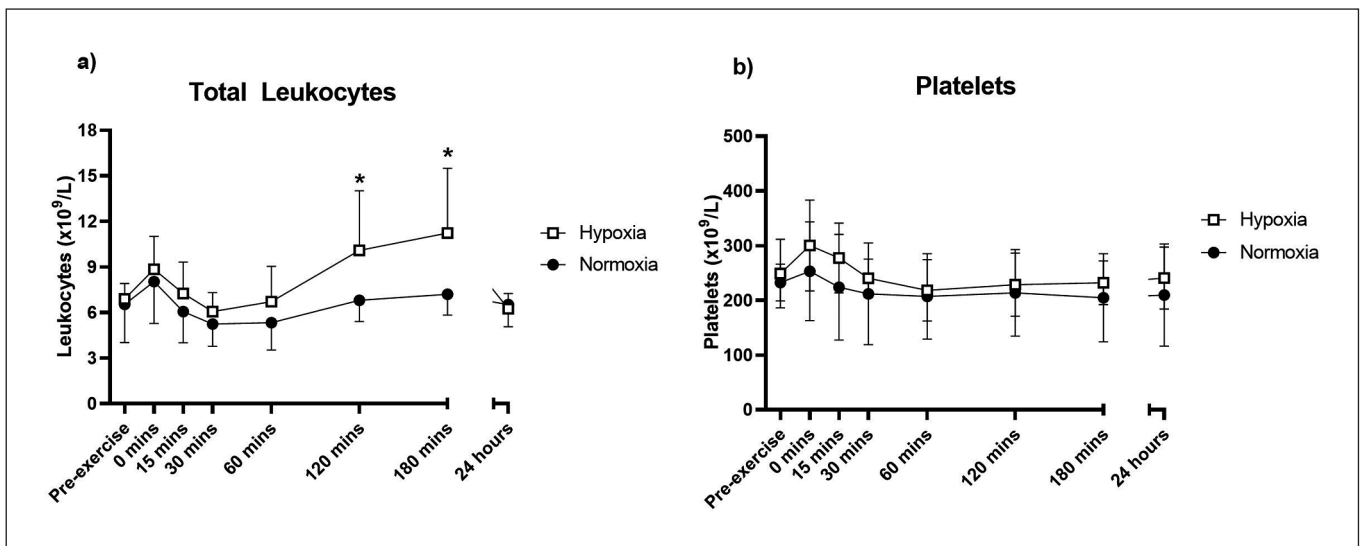 a)
Total Leukocytes
Leukocytes (x10⁹/L)
18
15
12
9
6
3
0
*
*
Hypoxia
Normoxia
Pre-exercise
0 mins
15 mins
30 mins
60 mins
120 mins
180 mins
24 hours
b)
Platelets
Platelets (x10⁹/L)
500
400
300
200
100
0
Hypoxia
Normoxia
Pre-exercise
0 mins
15 mins
30 mins
60 mins
120 mins
180 mins
24 hours